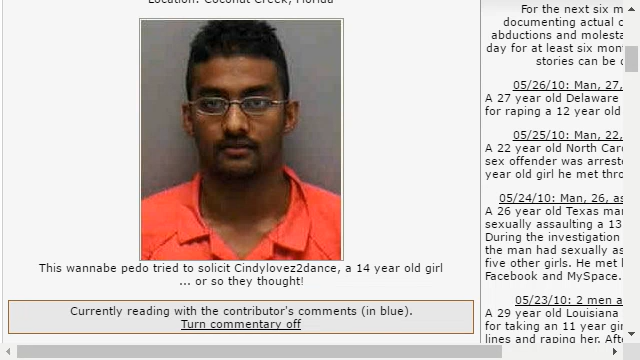 Location: Coconut Creek, Florida
This wannabe pedo tried to solicit Cindylovez2dance, a 14 year old girl
... or so they thought!
Currently reading with the contributor's comments (in blue).
Turn commentary off
For the next six m
documenting actual c
abductions and molesta
day for at least six mon
stories can be c
05/26/10: Man, 27,
A 27 year old Delaware
for raping a 12 year old
05/25/10: Man, 22,
A 22 year old North Caro
sex offender was arreste
year old girl he met thro
05/24/10: Man, 26, as
A 26 year old Texas man
sexually assaulting a 13
During the investigation
the man had sexually as
five other girls. He met l
Facebook and MySpace.
05/23/10: 2 men a
A 29 year old Louisiana
for taking an 11 year gir
lines and raping her. Afte